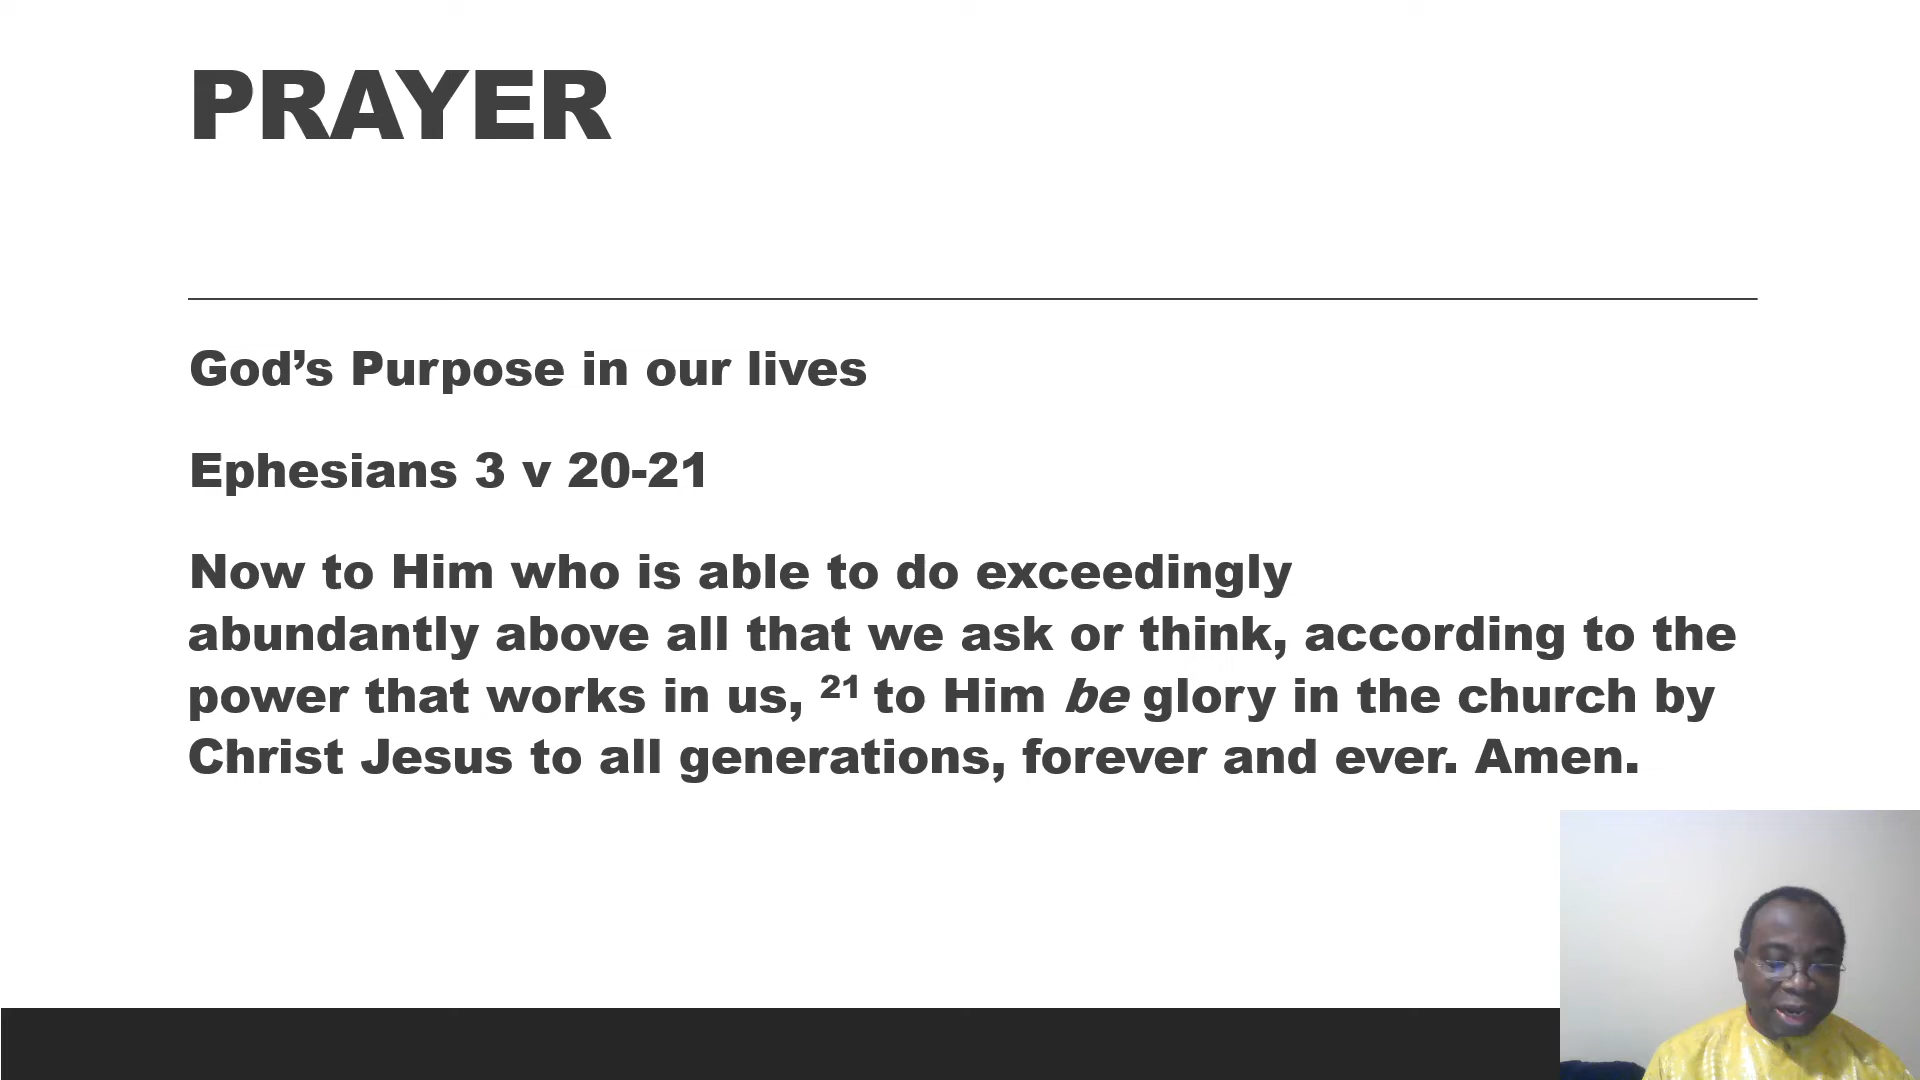 PRAYER
God’s Purpose in our lives
Ephesians 3 v 20-21
Now to Him who is able to do exceedingly
abundantly above all that we ask or think, according to the
power that works in us, 21 to Him be glory in the church by
Christ Jesus to all generations, forever and ever. Amen.